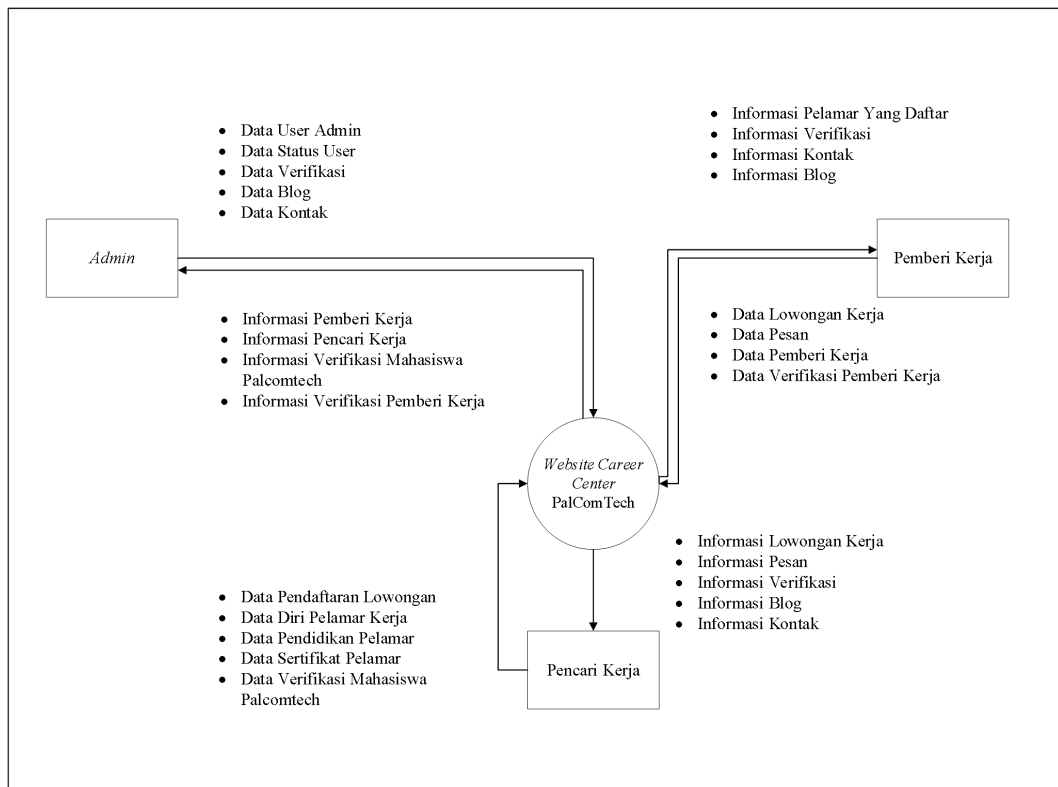 • Data User Admin
• Data Status User
• Data Verifikasi
• Data Blog
• Data Kontak
• Informasi Pelamar Yang Daftar
• Informasi Verifikasi
• Informasi Kontak
• Informasi Blog
Admin
Pemberi Kerja
• Informasi Pemberi Kerja
• Informasi Pencari Kerja
• Informasi Verifikasi Mahasiswa
Palcomtech
• Informasi Verifikasi Pemberi Kerja
• Data Lowongan Kerja
• Data Pesan
• Data Pemberi Kerja
• Data Verifikasi Pemberi Kerja
Website Career
Center
PalComTech
• Informasi Lowongan Kerja
• Informasi Pesan
• Informasi Verifikasi
• Informasi Blog
• Informasi Kontak
• Data Pendaftaran Lowongan
• Data Diri Pelamar Kerja
• Data Pendidikan Pelamar
• Data Sertifikat Pelamar
• Data Verifikasi Mahasiswa
Palcomtech
Pencari Kerja